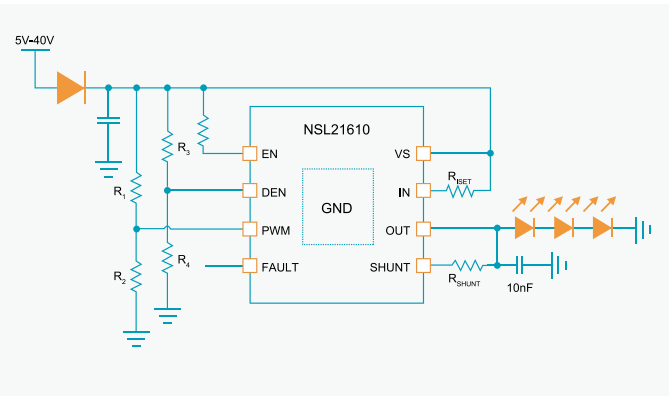 5V-40V
NSL21610
R3
EN
VS
RISET
R1
DEN
IN
GND
PWM
OUT
R2
R4
FAULT
SHUNT
RSHUNT
10nF